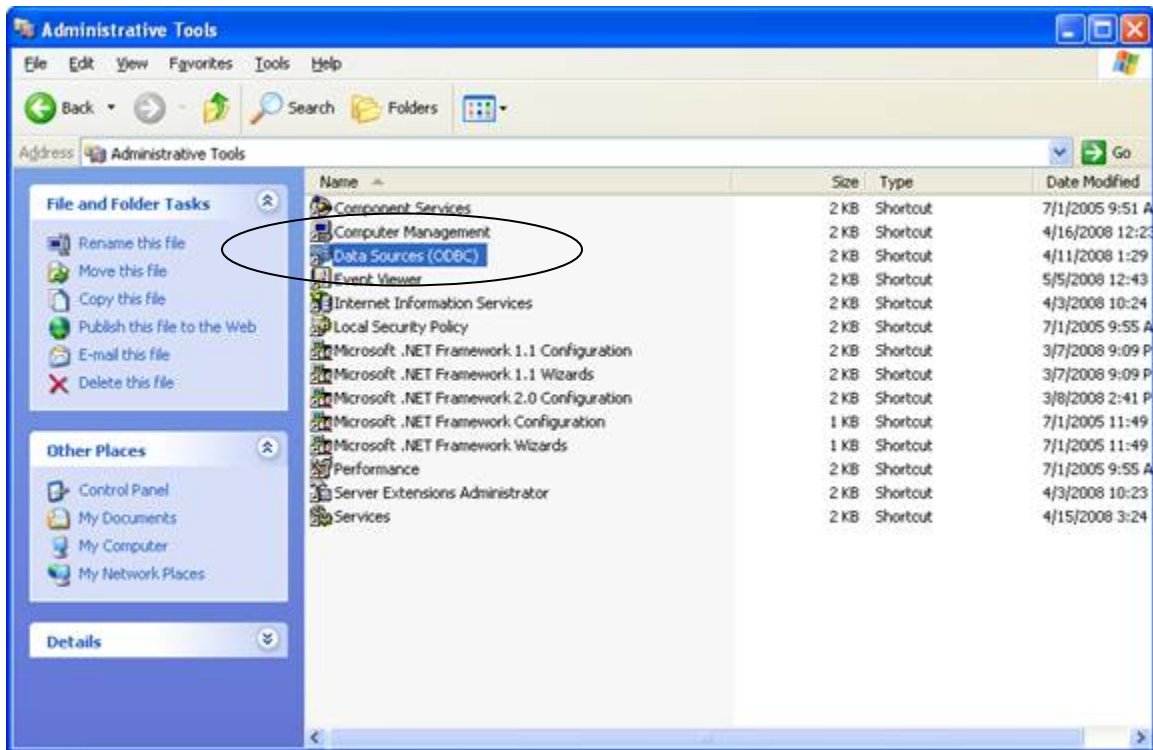 Administrative Tools
File Edit View Favorites Tools Help
Back Search Folders
Address Administrative Tools Go
File and Folder Tasks
Rename this file
Move this file
Copy this file
Publish this file to the Web
E-mail this file
Delete this file
Other Places
Control Panel
My Documents
My Computer
My Network Places
Details
Name Size Type Date Modified
Component Services 2 KB Shortcut 7/1/2005 9:51 A
Computer Management 2 KB Shortcut 4/16/2008 12:23
Data Sources (ODBC) 2 KB Shortcut 4/11/2008 1:29
Event Viewer 2 KB Shortcut 5/5/2008 12:43
Internet Information Services 2 KB Shortcut 4/3/2008 10:24
Local Security Policy 2 KB Shortcut 7/1/2005 9:55 A
Microsoft .NET Framework 1.1 Configuration 2 KB Shortcut 3/7/2008 9:09 P
Microsoft .NET Framework 1.1 Wizards 2 KB Shortcut 3/7/2008 9:09 P
Microsoft .NET Framework 2.0 Configuration 2 KB Shortcut 3/8/2008 2:41 P
Microsoft .NET Framework Configuration 1 KB Shortcut 7/1/2005 11:49
Microsoft .NET Framework Wizards 1 KB Shortcut 7/1/2005 11:49
Performance 2 KB Shortcut 7/1/2005 9:55 A
Server Extensions Administrator 2 KB Shortcut 4/3/2008 10:23
Services 2 KB Shortcut 4/15/2008 3:24